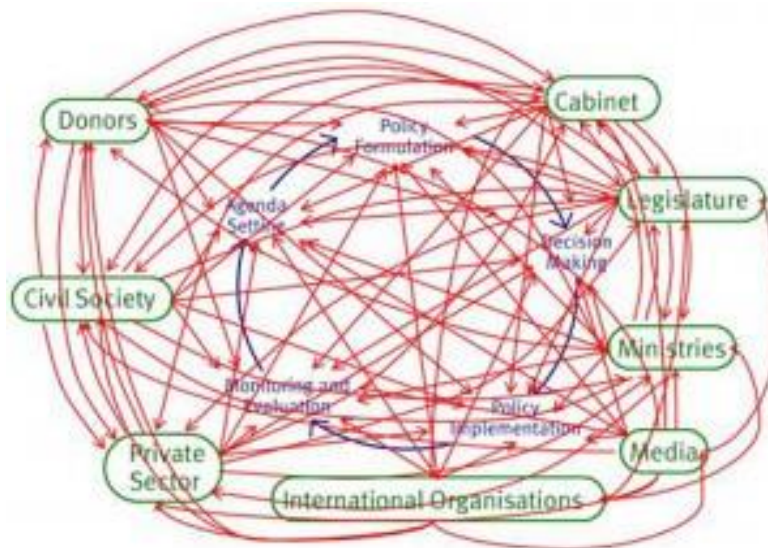 Donors
Cabinet
Policy
Formulation
Legislature
Agenda
Setting
Decision
Making
Civil Society
Ministries
Monitoring and
Evaluation
Policy
Implementation
Media
Private
Sector
International Organisations